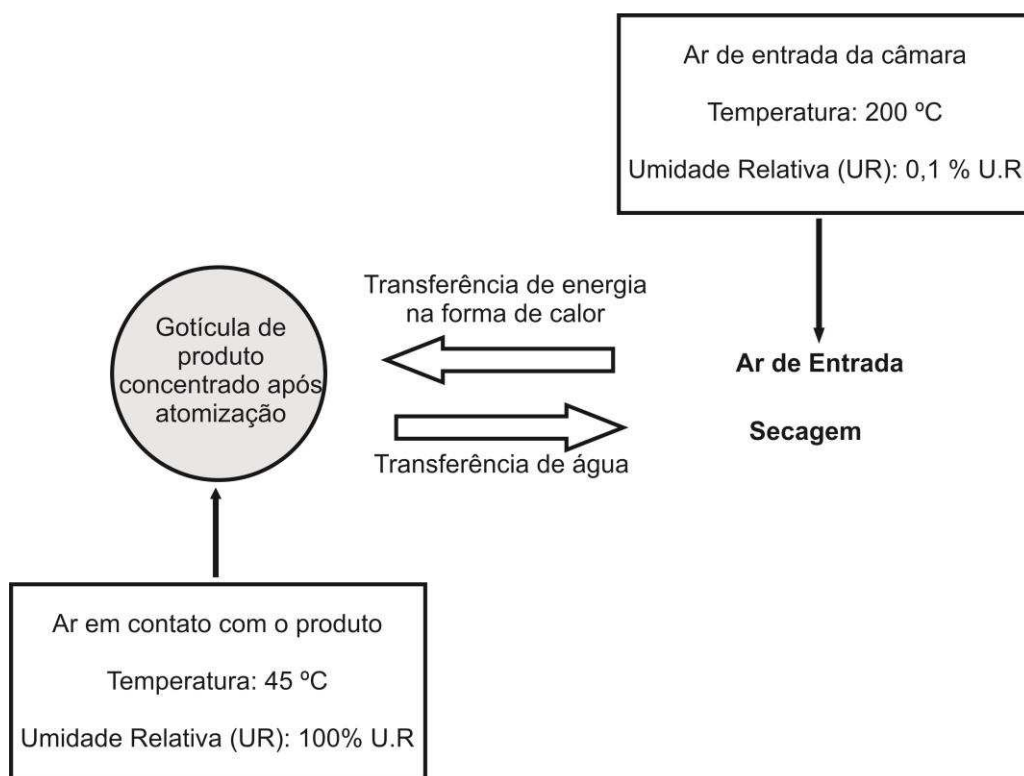 Ar de entrada da câmara
Temperatura: 200 ºC
Umidade Relativa (UR): 0,1 % U.R
Transferência de energia
na forma de calor
Gotícula de
produto
concentrado após
atomização
Ar de Entrada
Secagem
Transferência de água
Ar em contato com o produto
Temperatura: 45 ºC
Umidade Relativa (UR): 100% U.R